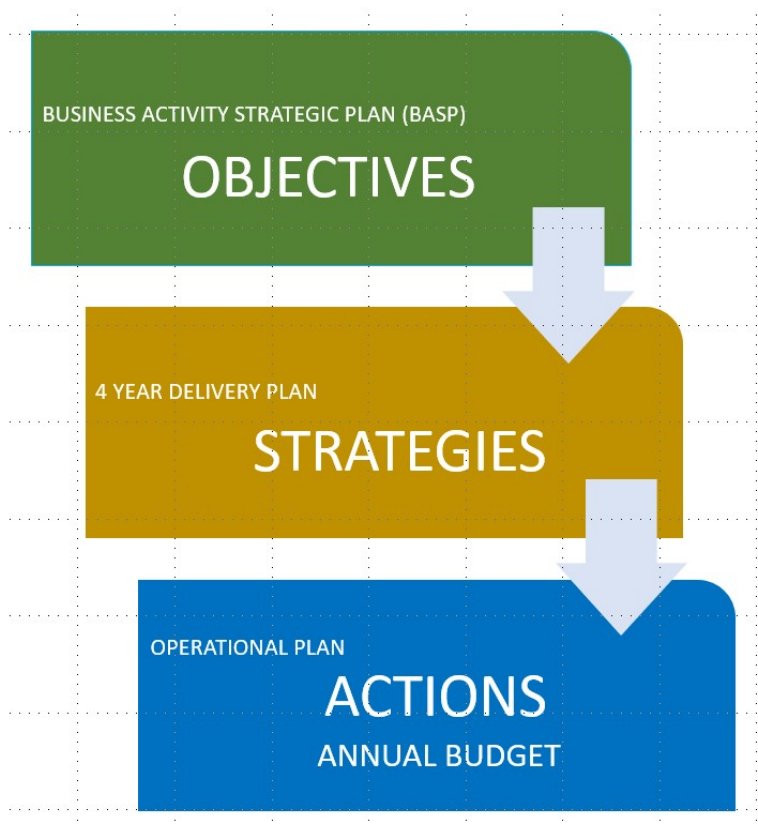 BUSINESS ACTIVITY STRATEGIC PLAN (BASP)
OBJECTIVES
4 YEAR DELIVERY PLAN
STRATEGIES
OPERATIONAL PLAN
ACTIONS
ANNUAL BUDGET